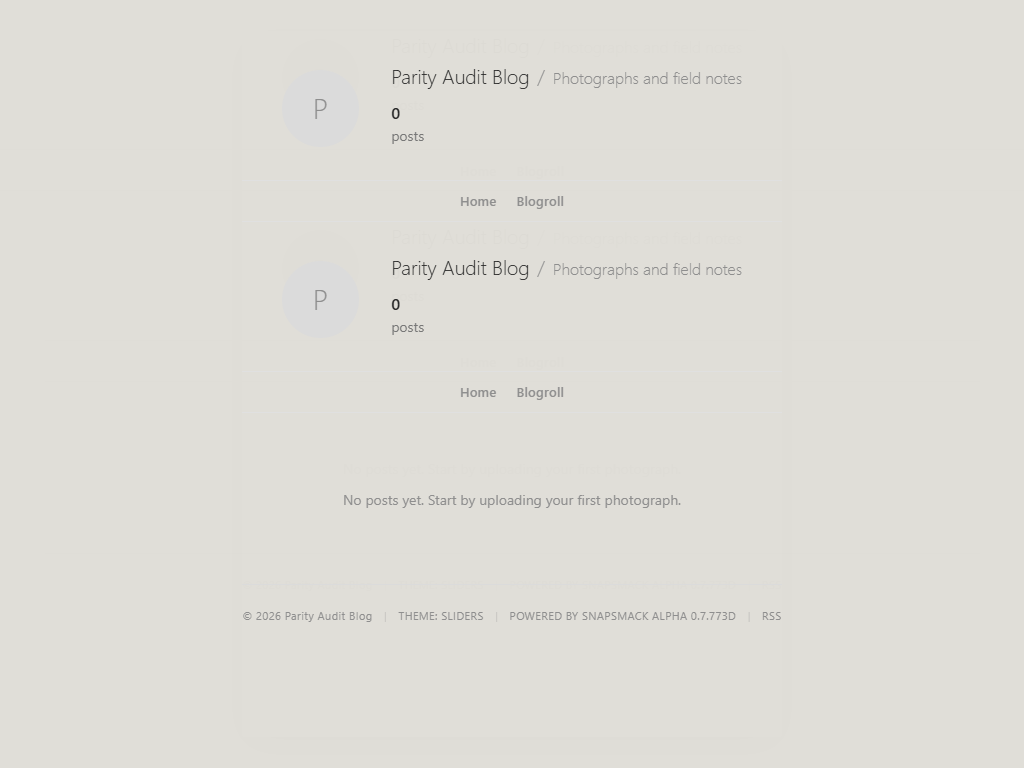 Parity Audit Blog / Photographs and field notes
P
0
posts
Home Blogroll
Parity Audit Blog / Photographs and field notes
P
0
posts
Home Blogroll
No posts yet. Start by uploading your first photograph.
© 2026 Parity Audit Blog | THEME: SLIDERS | POWERED BY SNAPSMACK ALPHA 0.7.773D | RSS